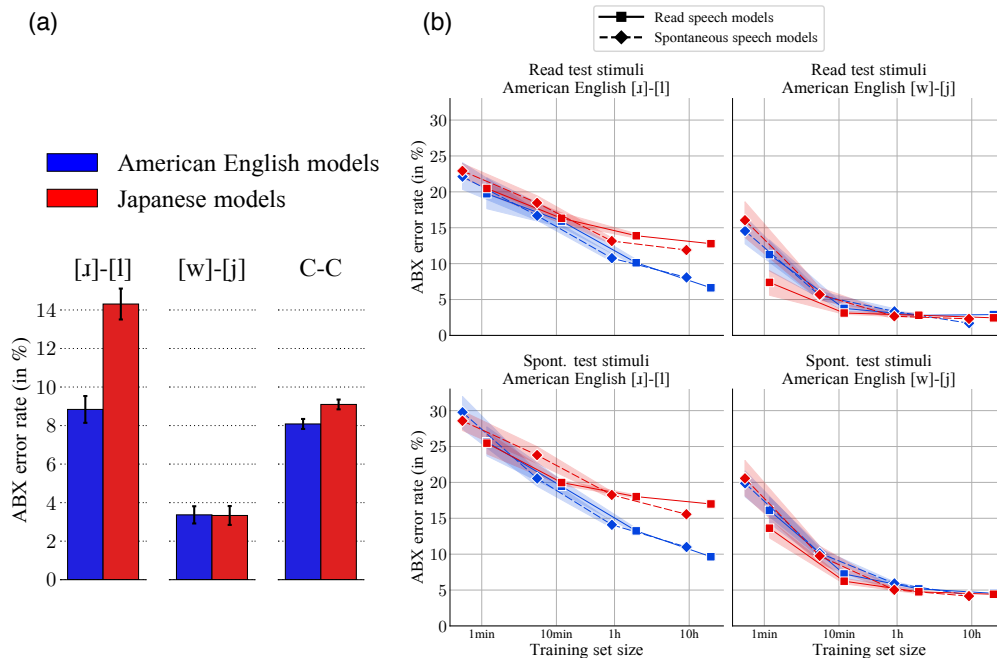 (a)
American English models
Japanese models
[ɹ]-[l] [w]-[j] C-C
ABX error rate (in %)
14
12
10
8
6
4
2
0
(b)
Read speech models
Spontaneous speech models
Read test stimuli
American English [ɹ]-[l]
Read test stimuli
American English [w]-[j]
ABX error rate (in %)
30
25
20
15
10
5
0
Spont. test stimuli
American English [ɹ]-[l]
Spont. test stimuli
American English [w]-[j]
ABX error rate (in %)
30
25
20
15
10
5
0
1min 10min 1h 10h
Training set size
1min 10min 1h 10h
Training set size